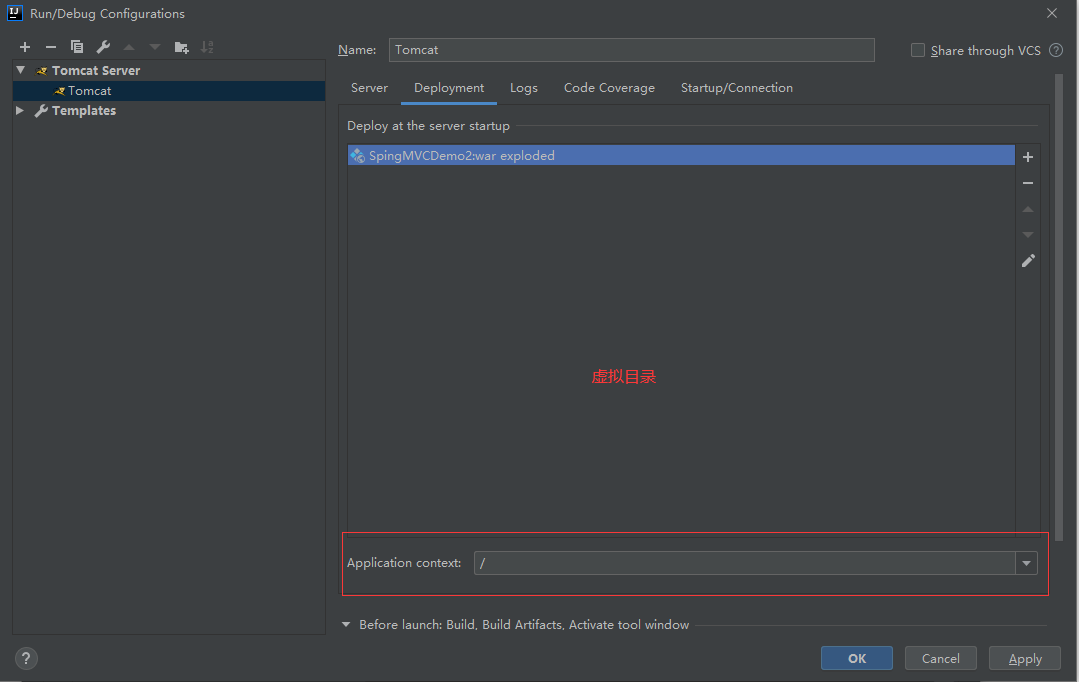 Run/Debug Configurations
Name: Tomcat
Share through VCS
Tomcat Server
Tomcat
Templates
Server Deployment Logs Code Coverage Startup/Connection
Deploy at the server startup
SpingMVCDemo2:war exploded
虚拟目录
Application context: /
Before launch: Build, Build Artifacts, Activate tool window
OK Cancel Apply